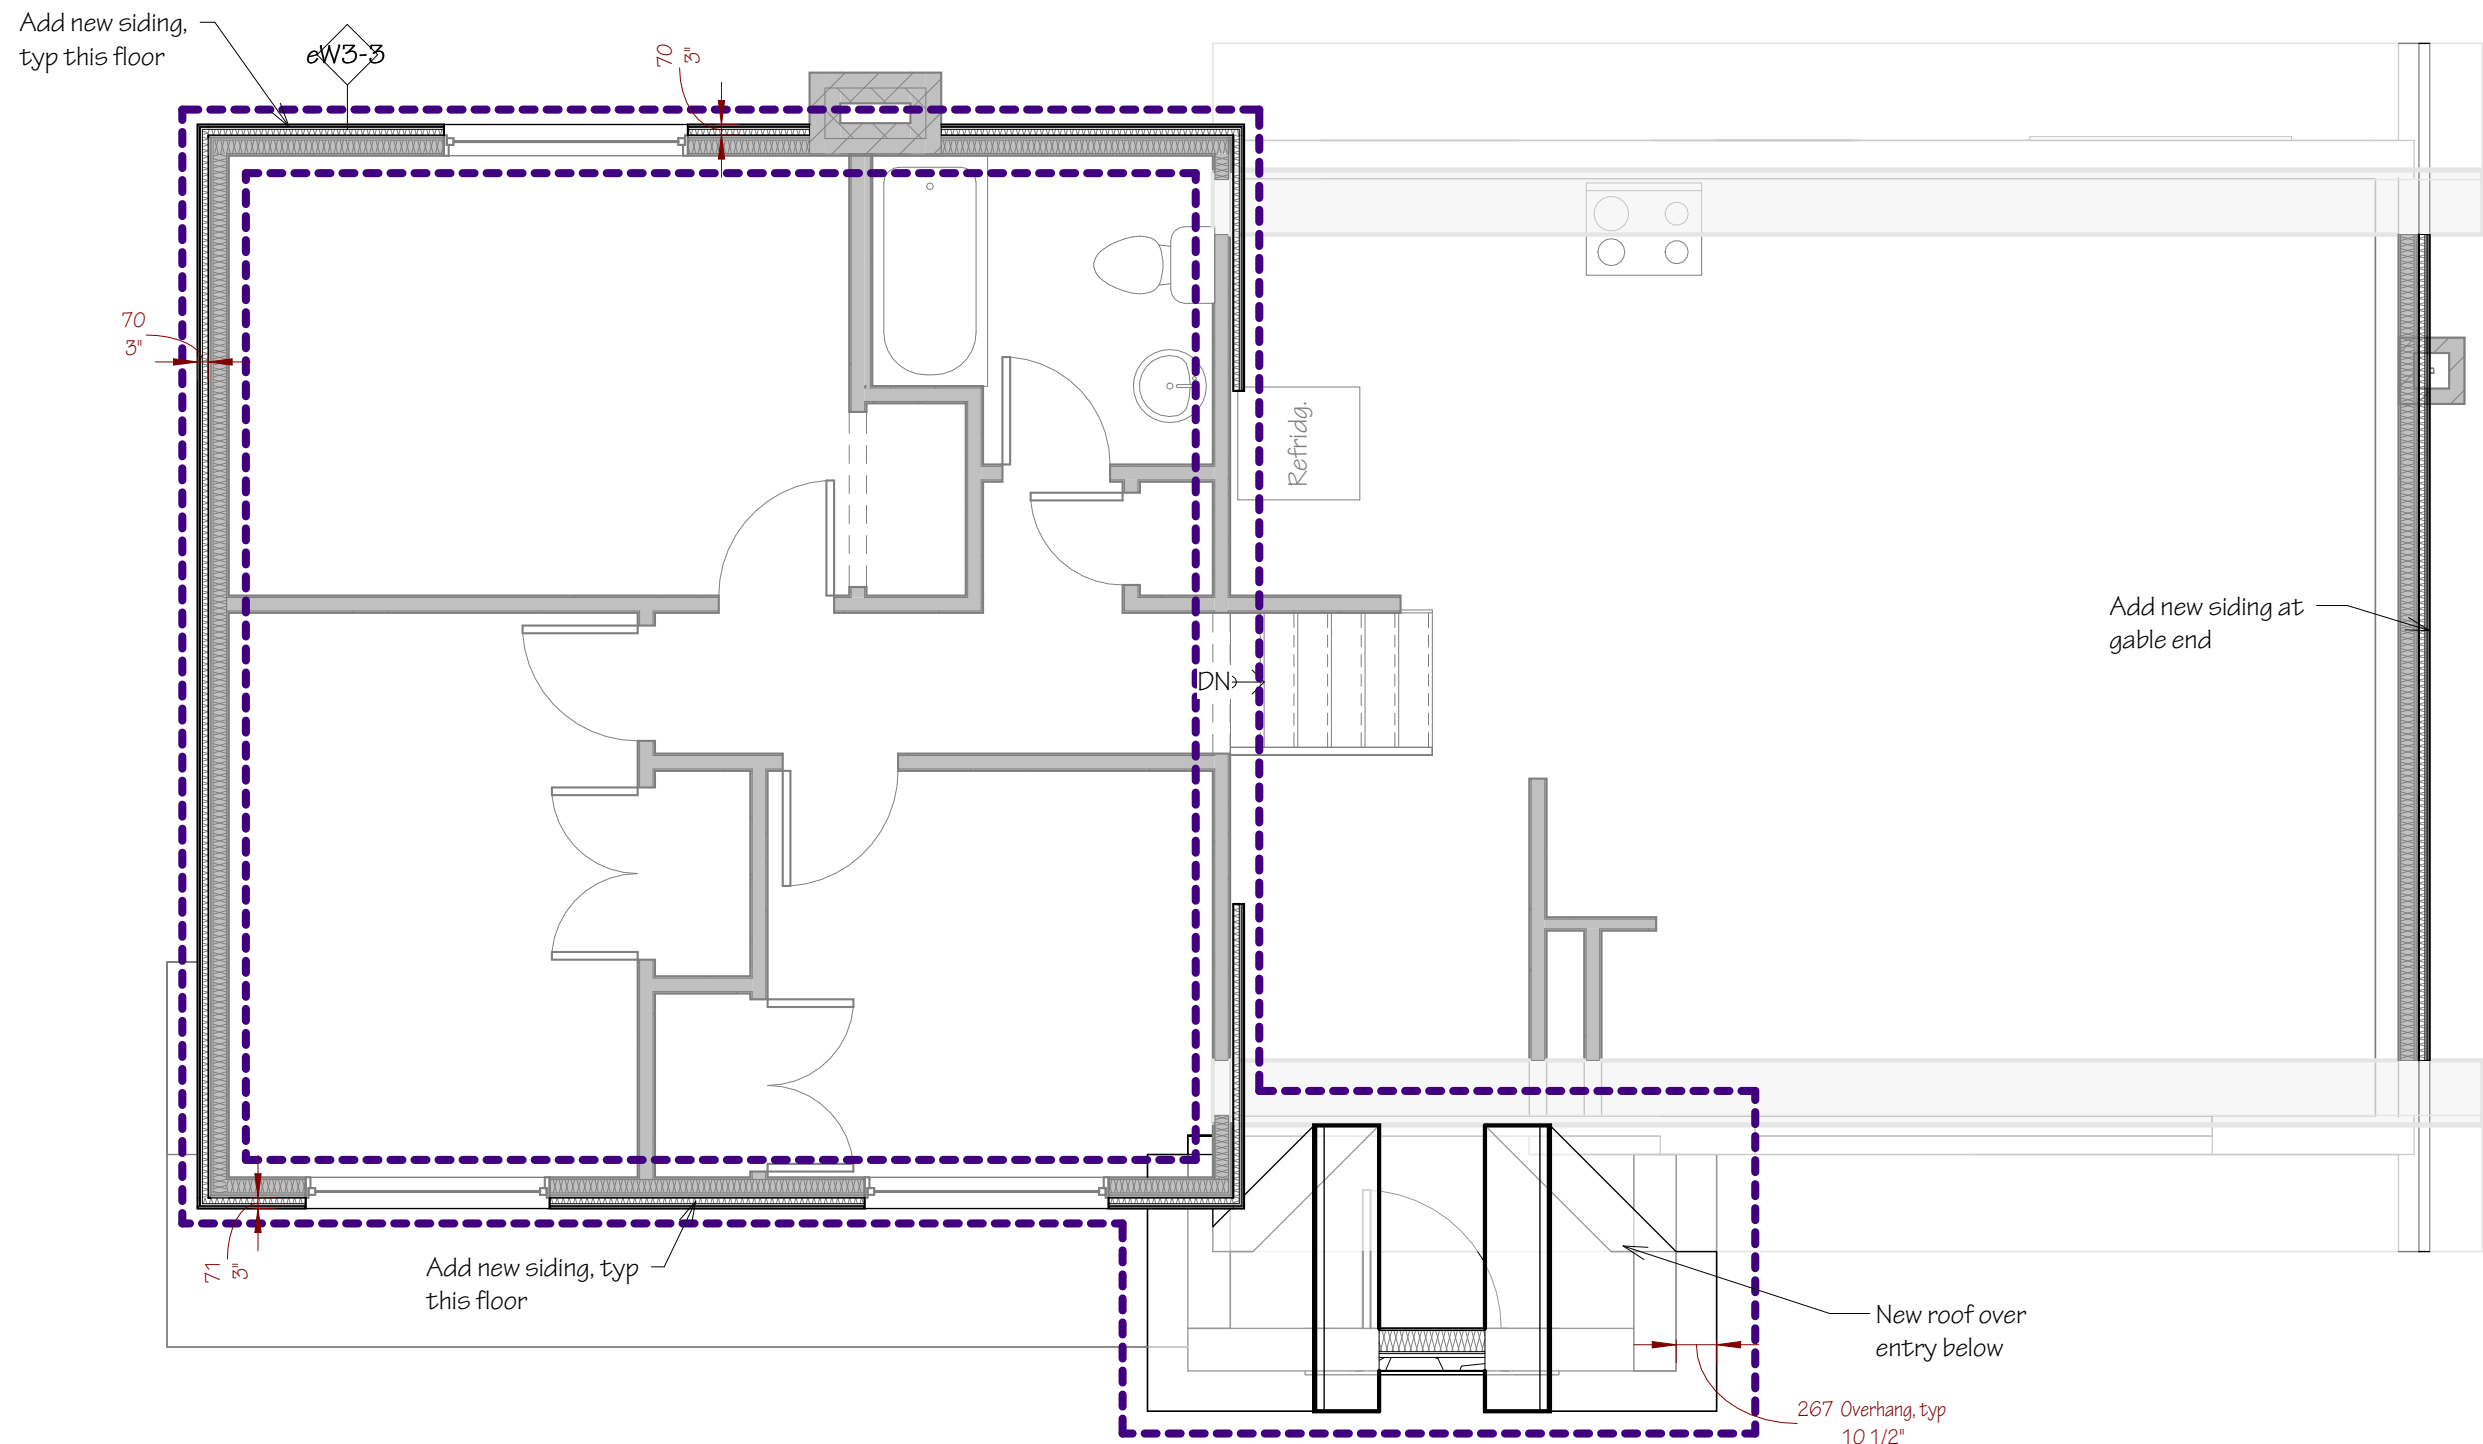 Add new siding,
typ this floor
eW3-3
70
3"
70
3"
Refridg.
Add new siding at
gable end
DN
71
3"
Add new siding, typ
this floor
New roof over
entry below
267 Overhang, typ
10 1/2"